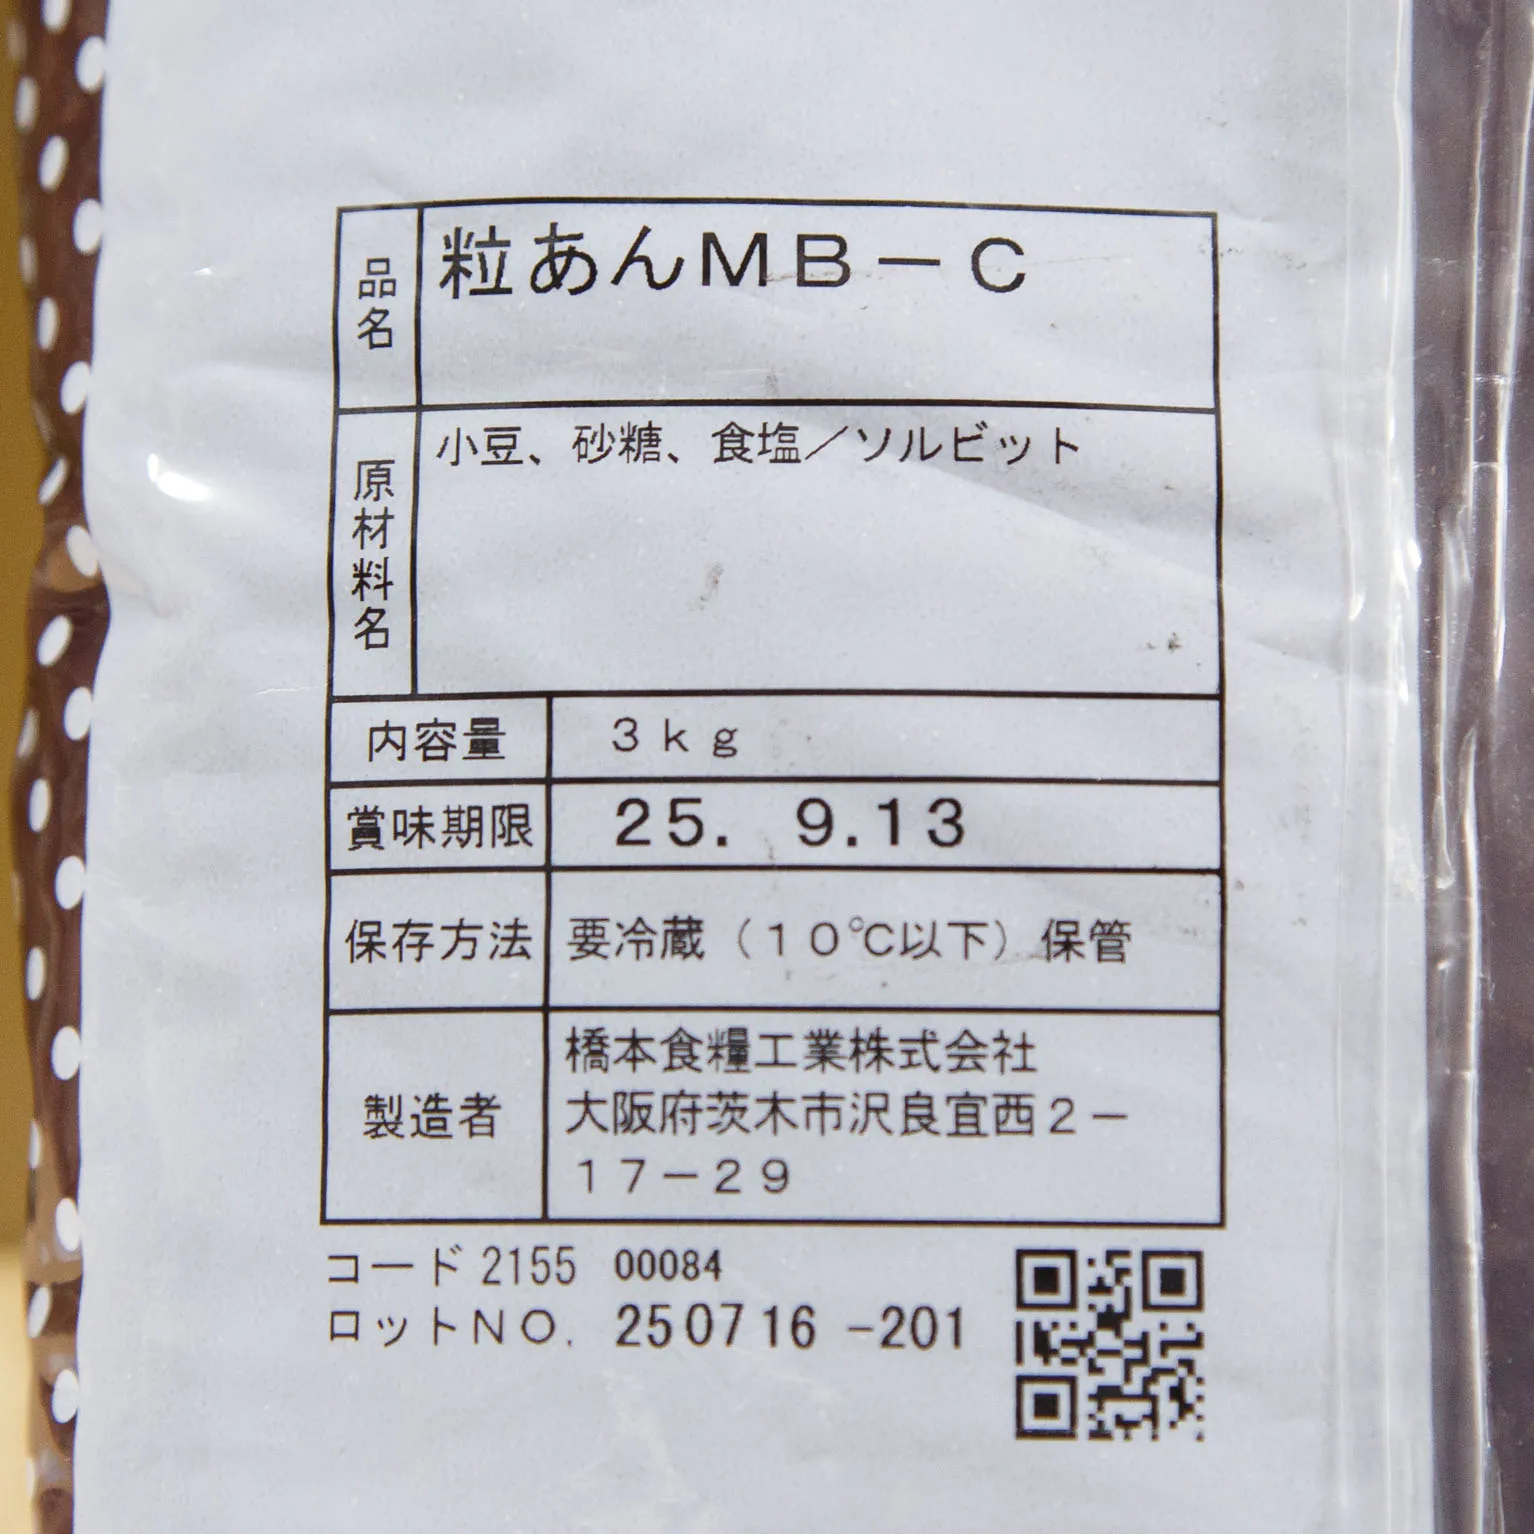 品名
粒あんMB－C
原材料名
小豆、砂糖、食塩／ソルビット
内容量
3kg
賞味期限
25. 9.13
保存方法
要冷蔵（10℃以下）保管
製造者
橋本食糧工業株式会社
大阪府茨木市沢良宜西2－
17－29
コード 2155 00084
ロットNO. 250716 -201